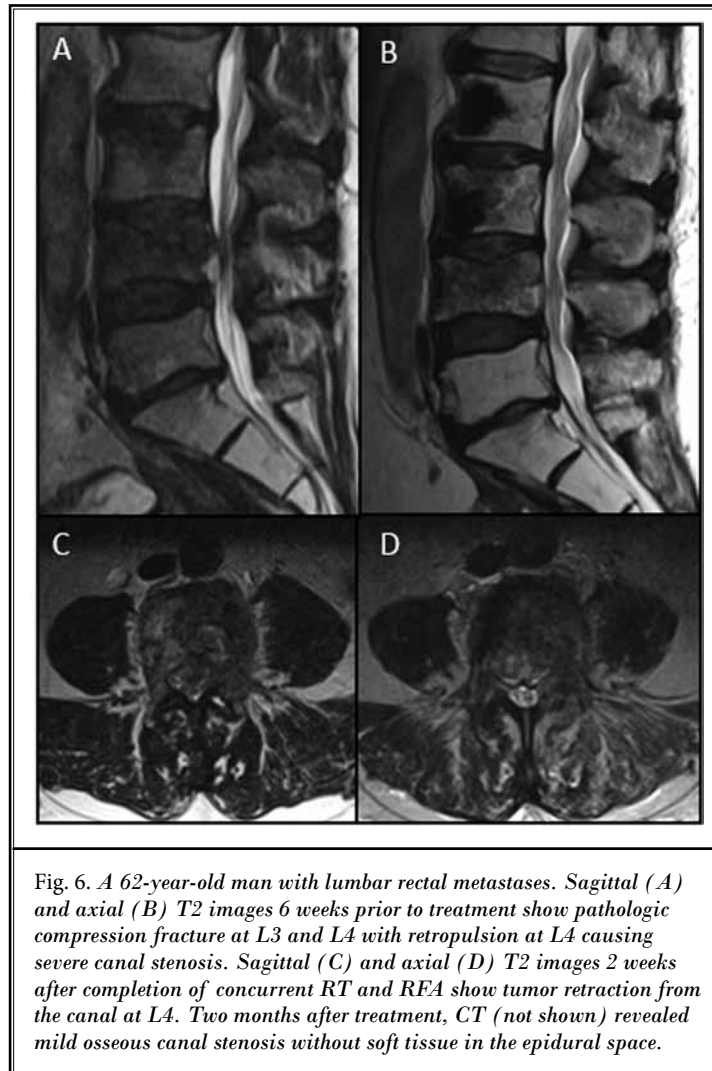 A
B
C
D
Fig. 6. A 62-year-old man with lumbar rectal metastases. Sagittal (A)
and axial (B) T2 images 6 weeks prior to treatment show pathologic
compression fracture at L3 and L4 with retropulsion at L4 causing
severe canal stenosis. Sagittal (C) and axial (D) T2 images 2 weeks
after completion of concurrent RT and RFA show tumor retraction from
the canal at L4. Two months after treatment, CT (not shown) revealed
mild osseous canal stenosis without soft tissue in the epidural space.